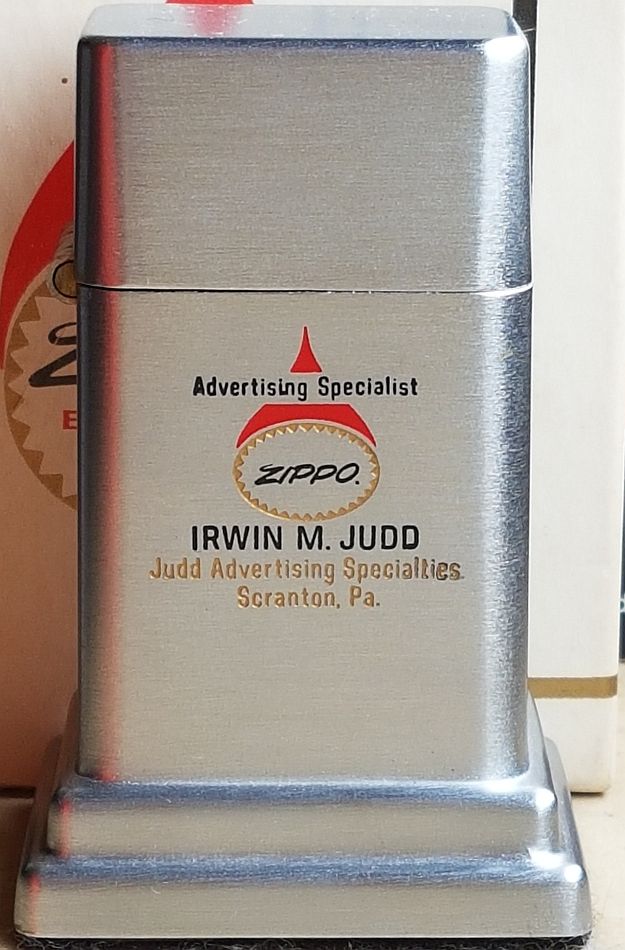 Advertising Specialist
ZIPPO.
IRWIN M. JUDD
Judd Advertising Specialties
Scranton, Pa.